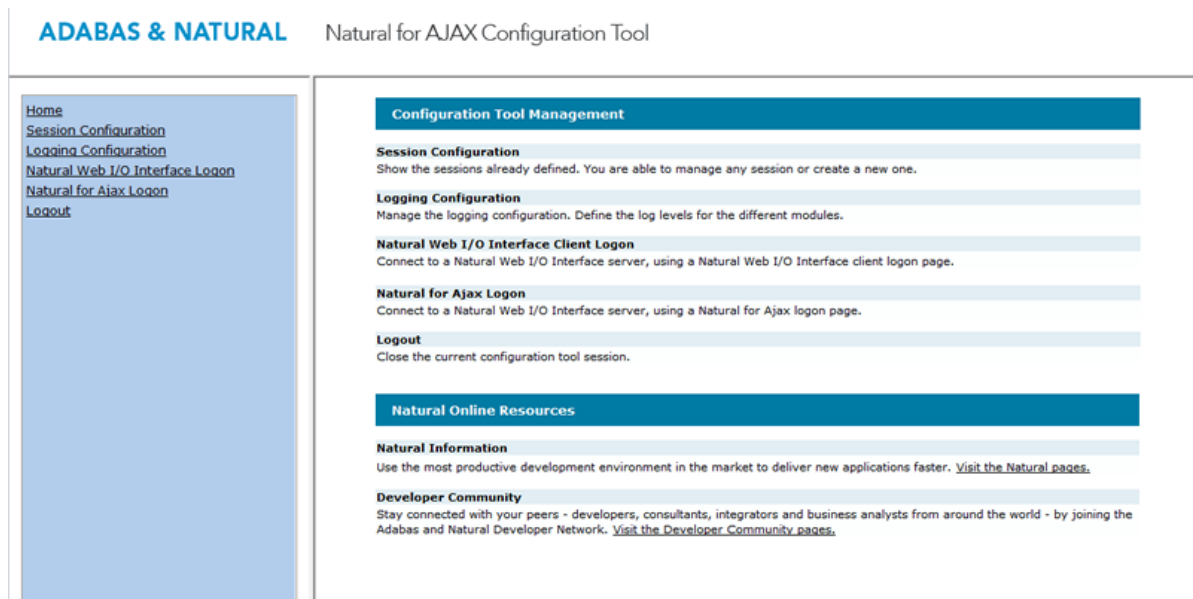 ADABAS & NATURAL
Natural for AJAX Configuration Tool
Home
Session Configuration
Logging Configuration
Natural Web I/O Interface Logon
Natural for Ajax Logon
Logout
Configuration Tool Management
Session Configuration
Show the sessions already defined. You are able to manage any session or create a new one.
Logging Configuration
Manage the logging configuration. Define the log levels for the different modules.
Natural Web I/O Interface Client Logon
Connect to a Natural Web I/O Interface server, using a Natural Web I/O Interface client logon page.
Natural for Ajax Logon
Connect to a Natural Web I/O Interface server, using a Natural for Ajax logon page.
Logout
Close the current configuration tool session.
Natural Online Resources
Natural Information
Use the most productive development environment in the market to deliver new applications faster. Visit the Natural pages.
Developer Community
Stay connected with your peers - developers, consultants, integrators and business analysts from around the world - by joining the
Adabas and Natural Developer Network. Visit the Developer Community pages.